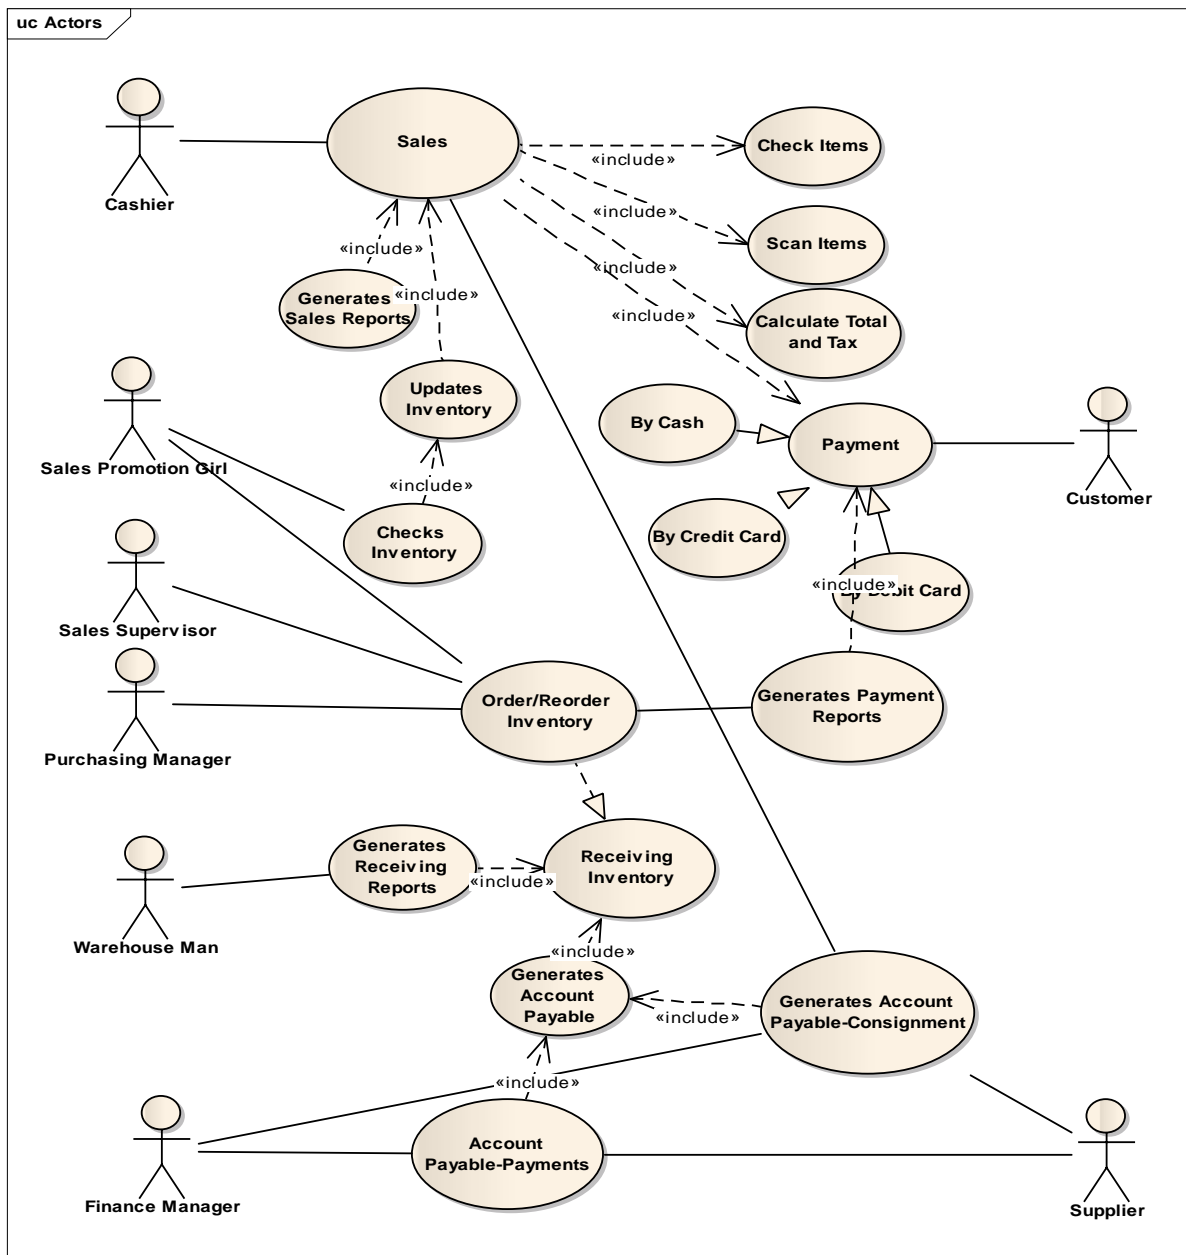 uc Actors
Cashier
Sales
«include»
Check Items
«include»
Scan Items
«include»
Calculate Total
and Tax
«include»
«include»
Generates
Sales Reports
«include»
Updates
Inventory
«include»
Checks
Inventory
Sales Promotion Girl
By Cash
Payment
Customer
By Credit Card
«include»
By Debit Card
Sales Supervisor
Purchasing Manager
Order/Reorder
Inventory
Generates Payment
Reports
Warehouse Man
Generates
Receiving
Reports
«include»
Receiving
Inventory
«include»
Generates
Account
Payable
«include»
Generates Account
Payable-Consignment
«include»
Finance Manager
Account
Payable-Payments
Supplier